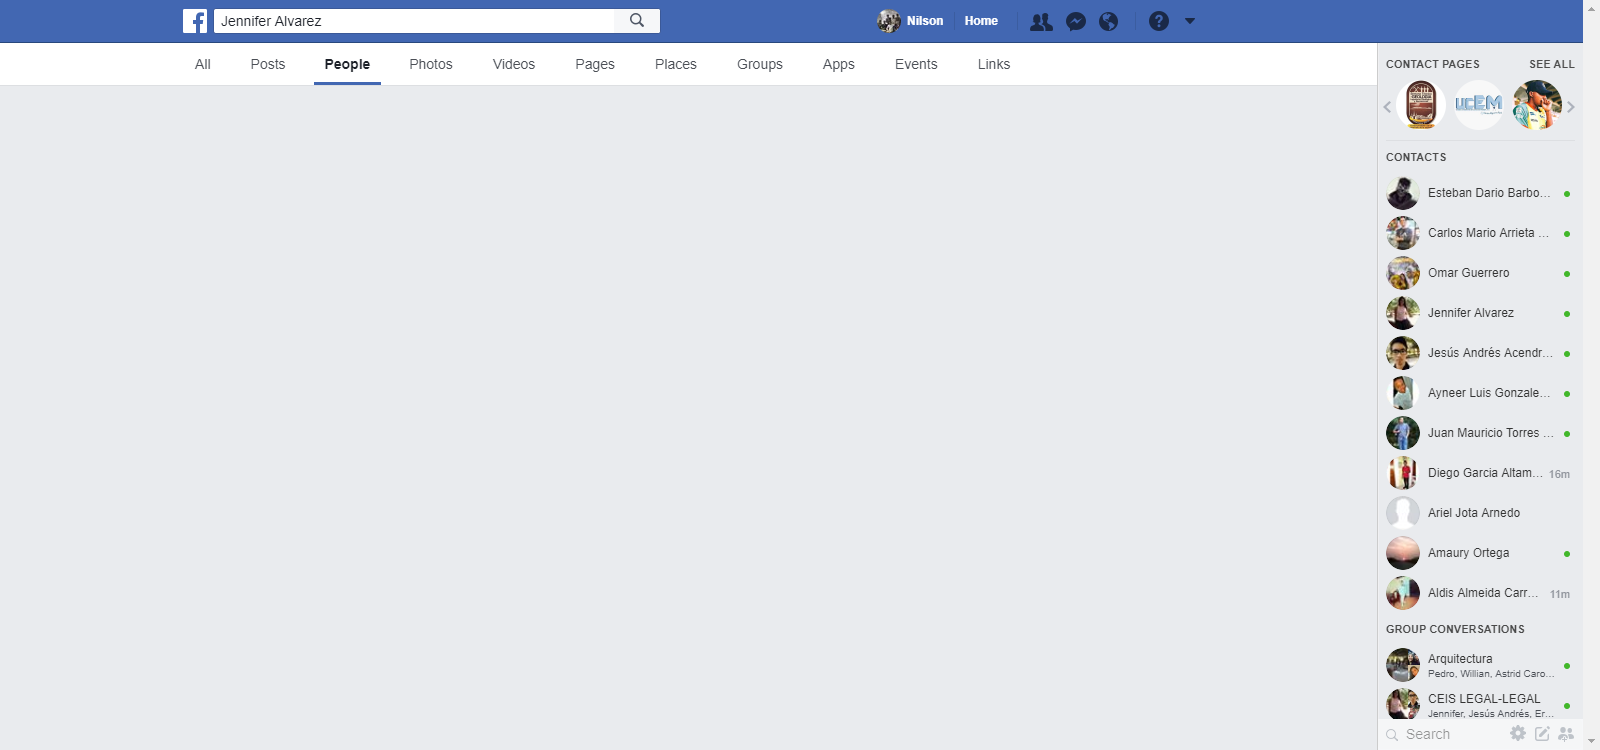 Jennifer Alvarez
Nilson
Home
All
Posts
People
Photos
Videos
Pages
Places
Groups
Apps
Events
Links
CONTACT PAGES
SEE ALL
UCEM
CONTACTS
Esteban Dario Barbo...
Carlos Mario Arrieta ...
Omar Guerrero
Jennifer Alvarez
Jesús Andrés Acendr...
Ayneer Luis Gonzale...
Juan Mauricio Torres ...
Diego Garcia Altam... 16m
Ariel Jota Arnedo
Amaury Ortega
Aldis Almeida Carr... 11m
GROUP CONVERSATIONS
Arquitectura
Pedro, Willian, Astrid Caro...
CEIS LEGAL-LEGAL
Jennifer, Jesús Andrés, Er...
Search